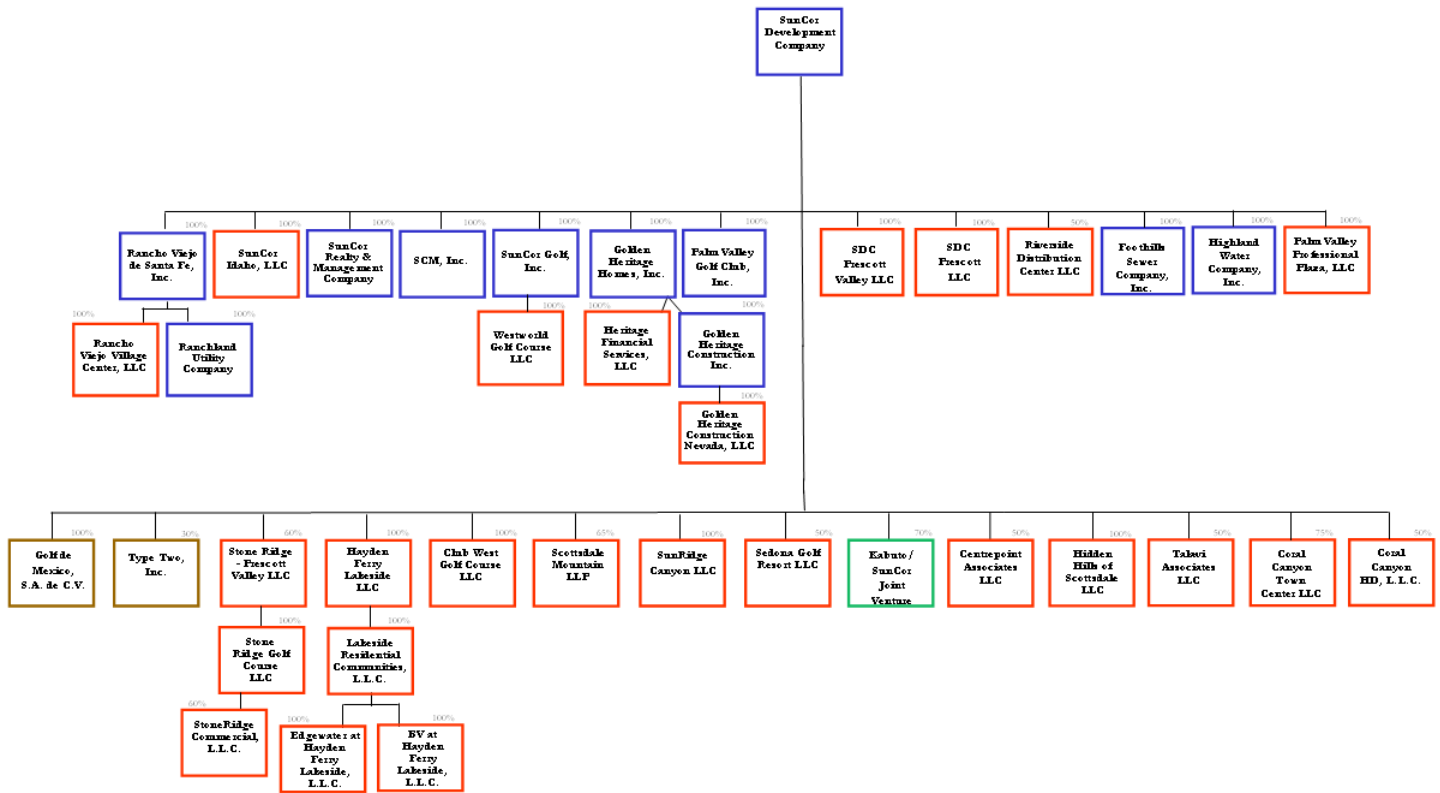 SunCor
Development
Company
100%
100%
100%
100%
100%
100%
100%
100%
100%
50%
100%
100%
100%
Rancho Viejo
de Santa Fe,
Inc.
SunCor
Idaho, LLC
SunCor
Realty &
Management
Company
SCM, Inc.
SunCor Golf,
Inc.
Golden
Heritage
Homes, Inc.
Palm Valley
Golf Club,
Inc.
SDC
Prescott
Valley LLC
SDC
Prescott
LLC
Riverside
Distribution
Center LLC
Foothills
Sewer
Company,
Inc.
Highland
Water
Company,
Inc.
Palm Valley
Professional
Plaza, LLC
100%
100%
100%
100%
100%
Rancho
Viejo Village
Center, LLC
Ranchland
Utility
Company
Westworld
Golf Course
LLC
Heritage
Financial
Services,
LLC
Golden
Heritage
Construction
Inc.
100%
Golden
Heritage
Construction
Nevada, LLC
100%
60%
100%
100%
65%
100%
50%
70%
50%
100%
50%
75%
50%
Golf de
Mexico,
S.A. de C.V.
Type Two,
Inc.
Stone Ridge
- Prescott
Valley LLC
Hayden
Ferry
Lakeside
LLC
Club West
Golf Course
LLC
Scottsdale
Mountain
LLP
SunRidge
Canyon LLC
Sedona Golf
Resort LLC
Kabuto /
SunCor
Joint
Venture
Centrepoint
Associates
LLC
Hidden
Hills of
Scottsdale
LLC
Talavi
Associates
LLC
Coral
Canyon
Town
Center LLC
Coral
Canyon
HD, L.L.C.
100%
100%
Stone
Ridge Golf
Course
LLC
Lakeside
Residential
Communities,
L.L.C.
60%
100%
100%
StoneRidge
Commercial,
L.L.C.
Edgewater at
Hayden
Ferry
Lakeside,
L.L.C.
BV at
Hayden
Ferry
Lakeside,
L.L.C.